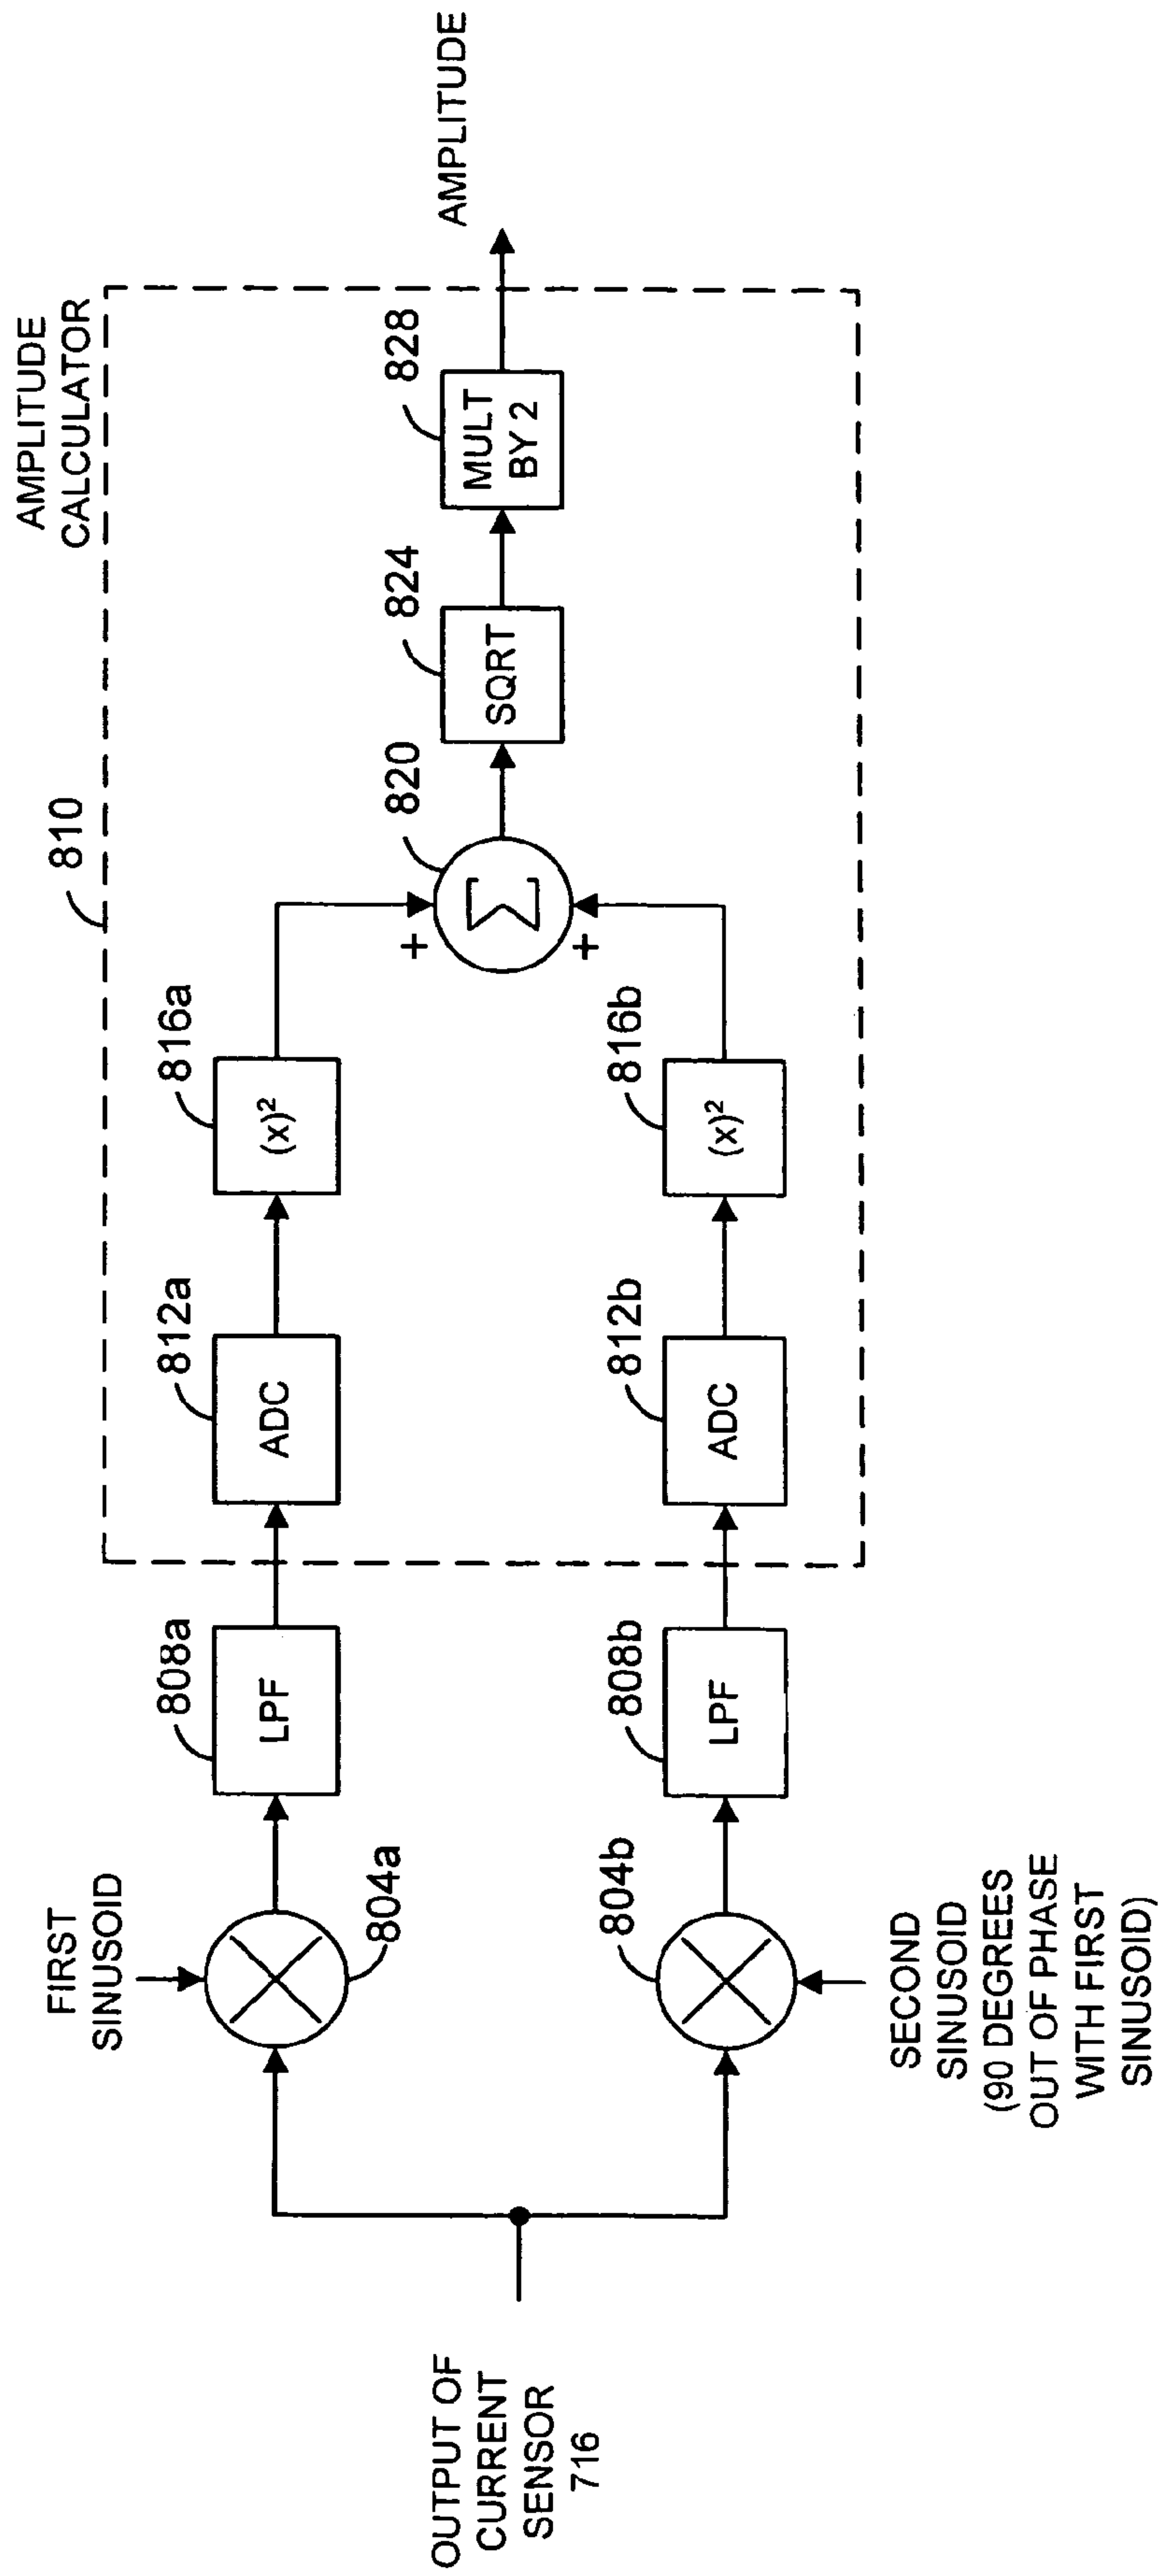 OUTPUT OF
CURRENT
SENSOR
716
FIRST
SINUSOID
804a
804b
SECOND
SINUSOID
(90 DEGREES
OUT OF PHASE
WITH FIRST
SINUSOID)
808a
LPF
808b
LPF
810
AMPLITUDE
CALCULATOR
812a
ADC
812b
ADC
816a
(x)²
816b
(x)²
820
+
Σ
+
824
SQRT
828
MULT
BY 2
AMPLITUDE